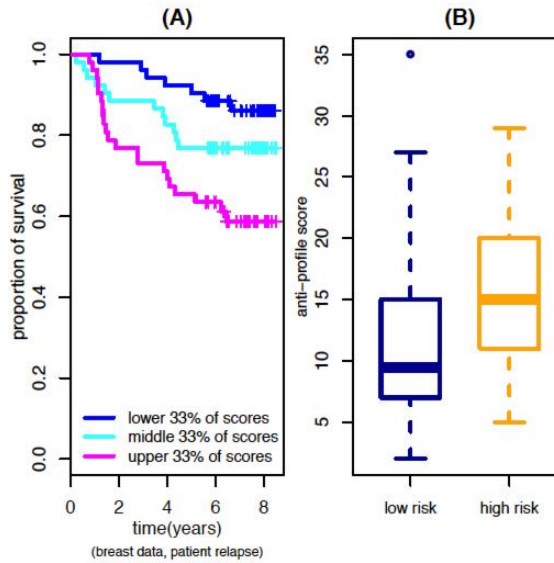 (A)
proportion of survival
1.0
0.8
0.6
0.4
0.2
0.0
lower 33% of scores
middle 33% of scores
upper 33% of scores
0 2 4 6 8
time(years)
(breast data, patient relapse)
(B)
anti-profile score
35
30
25
20
15
10
5
low risk high risk